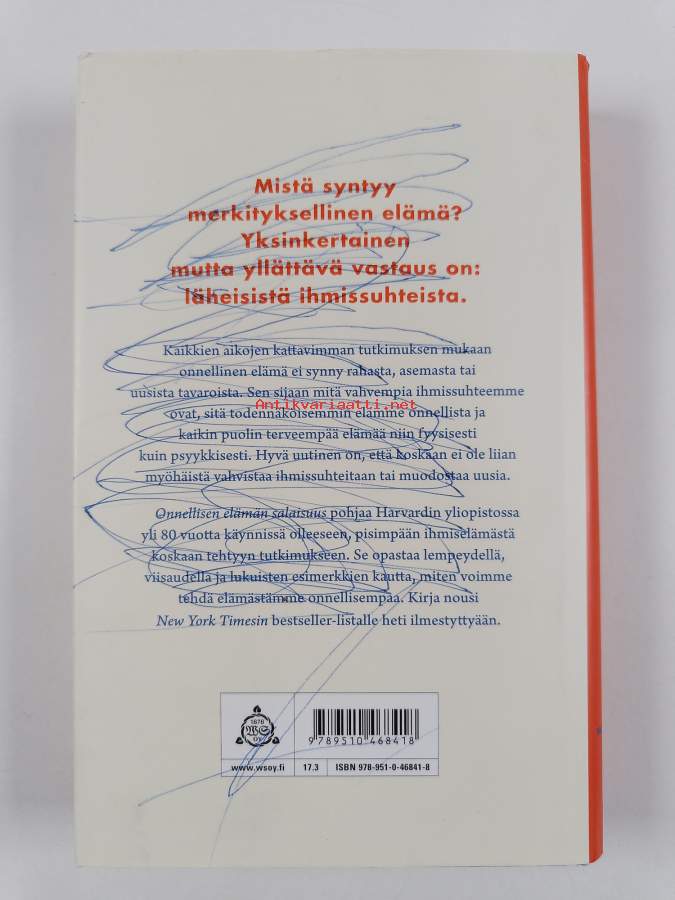 Mistä syntyy
merkityksellinen elämä?
Yksinkertainen
mutta yllättävä vastaus on:
läheisistä ihmissuhteista.
Kaikkien aikojen kattavimman tutkimuksen mukaan
onnellinen elämä ei synny rahasta, asemasta tai
uusista tavaroista. Sen sijaan mitä vahvempia ihmissuhteemme
Antikvariaatti.net
ovat, sitä todennäköisemmin elämme onnellista ja
kaikin puolin terveempää elämää niin fyysisesti
kuin psyykkisesti. Hyvä uutinen on, että koskaan ei ole liian
myöhäistä vahvistaa ihmissuhteitaan tai muodostaa uusia.
Onnellisen elämän salaisuus pohjaa Harvardin yliopistossa
yli 80 vuotta käynnissä olleeseen, pisimpään ihmiselämästä
koskaan tehtyyn tutkimukseen. Se opastaa lempeydellä,
viisaudella ja lukuisten esimerkkien kautta, miten voimme
tehdä elämästämme onnellisempaa. Kirja nousi
New York Timesin bestseller-listalle heti ilmestyttyään.
1878
WS
OY
9 789510 468418
www.wsoy.fi 17.3 ISBN 978-951-0-46841-8